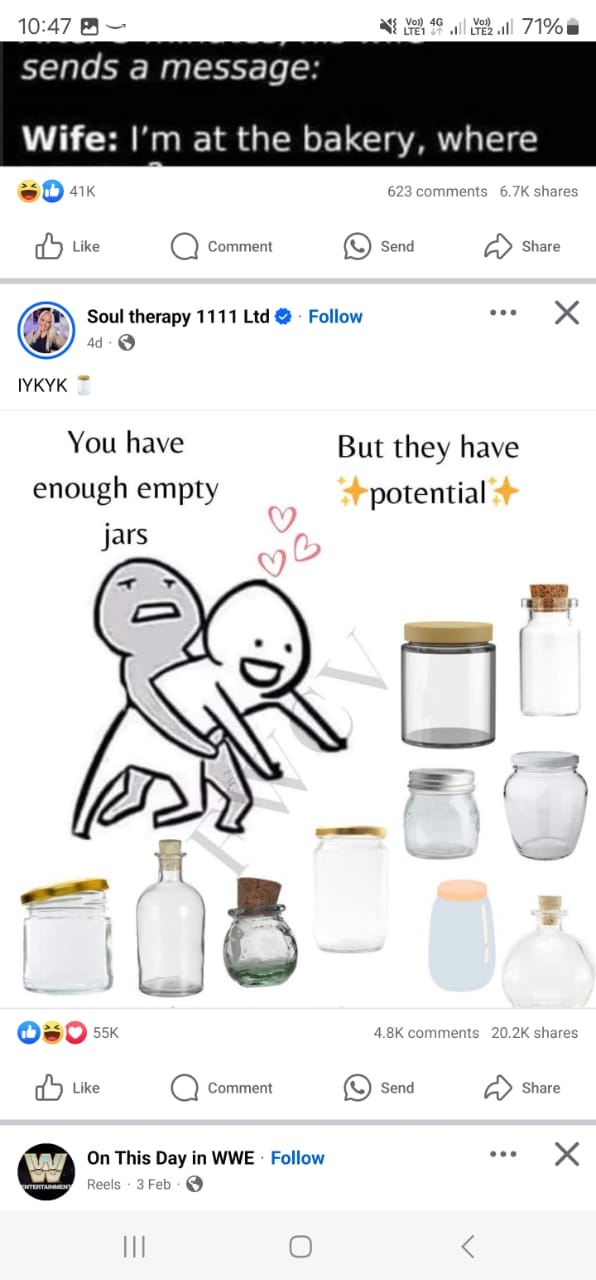 10:47
Vo)) 4G Vo))
LTE1 LTE2 71%
sends a message:
Wife: I'm at the bakery, where
41K 623 comments 6.7K shares
Like Comment Send Share
Soul therapy 1111 Ltd · Follow
4d ·
IYKYK
You have
enough empty
jars
But they have
✨potential✨
55K 4.8K comments 20.2K shares
Like Comment Send Share
On This Day in WWE · Follow
Reels · 3 Feb ·
W
ENTERTAINMENT